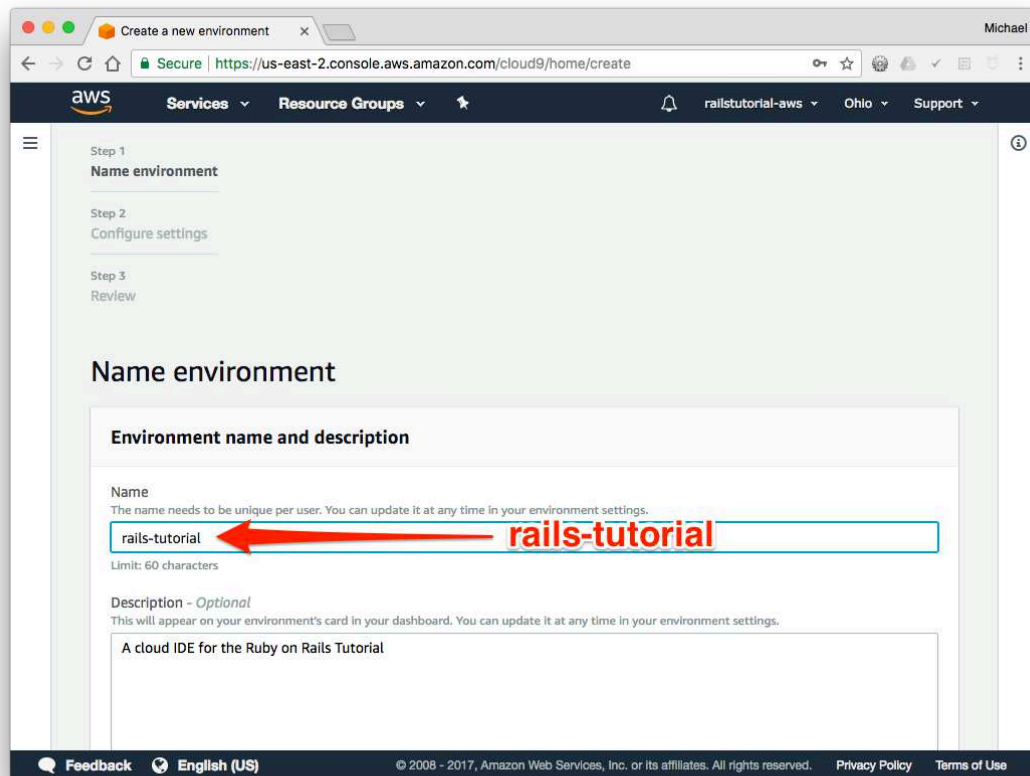 Create a new environment
Michael
Secure | https://us-east-2.console.aws.amazon.com/cloud9/home/create
aws Services Resource Groups railstutorial-aws Ohio Support
Step 1
Name environment
Step 2
Configure settings
Step 3
Review
Name environment
Environment name and description
Name
The name needs to be unique per user. You can update it at any time in your environment settings.
rails-tutorial
rails-tutorial
Limit: 60 characters
Description - Optional
This will appear on your environment's card in your dashboard. You can update it at any time in your environment settings.
A cloud IDE for the Ruby on Rails Tutorial
Feedback English (US) © 2008 - 2017, Amazon Web Services, Inc. or its affiliates. All rights reserved. Privacy Policy Terms of Use